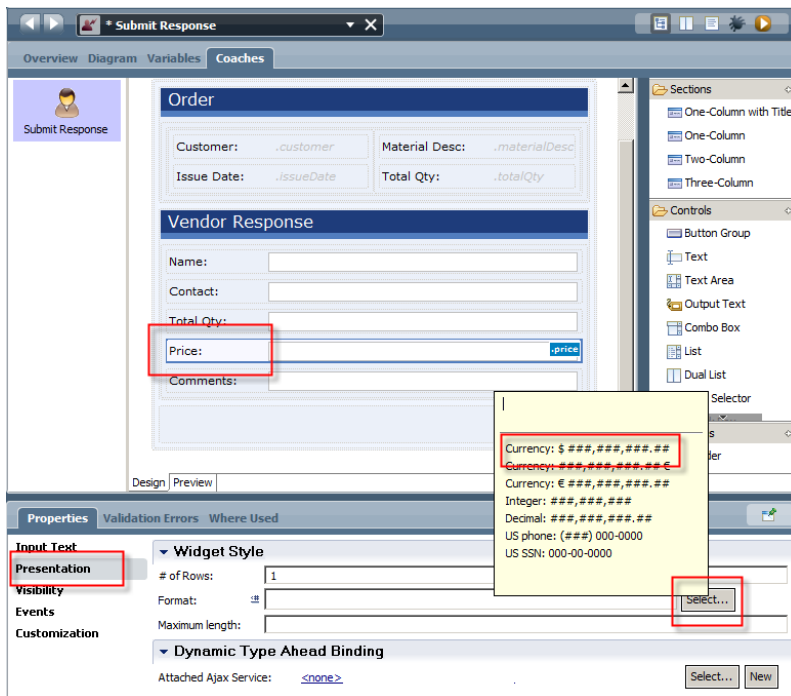 * Submit Response
Overview Diagram Variables Coaches
Submit Response
Order
Customer: .customer Material Desc: .materialDesc
Issue Date: .issueDate Total Qty: .totalQty
Vendor Response
Name:
Contact:
Total Qty:
Price: .price
Comments:
Design Preview
Sections
One-Column with Title
One-Column
Two-Column
Three-Column
Controls
Button Group
Text
Text Area
Output Text
Combo Box
List
Dual List
Selector
Currency: $ ###,###,###.##
Currency: ###,###,###.## €
Currency: € ###,###,###.##
Integer: ###,###,###
Decimal: ###,###,###.##
US phone: (###) 000-0000
US SSN: 000-00-0000
Properties Validation Errors Where Used
Input Text
Presentation
Visibility
Events
Customization
Widget Style
# of Rows: 1
Format: Select...
Maximum length:
Dynamic Type Ahead Binding
Attached Ajax Service: <none> Select... New